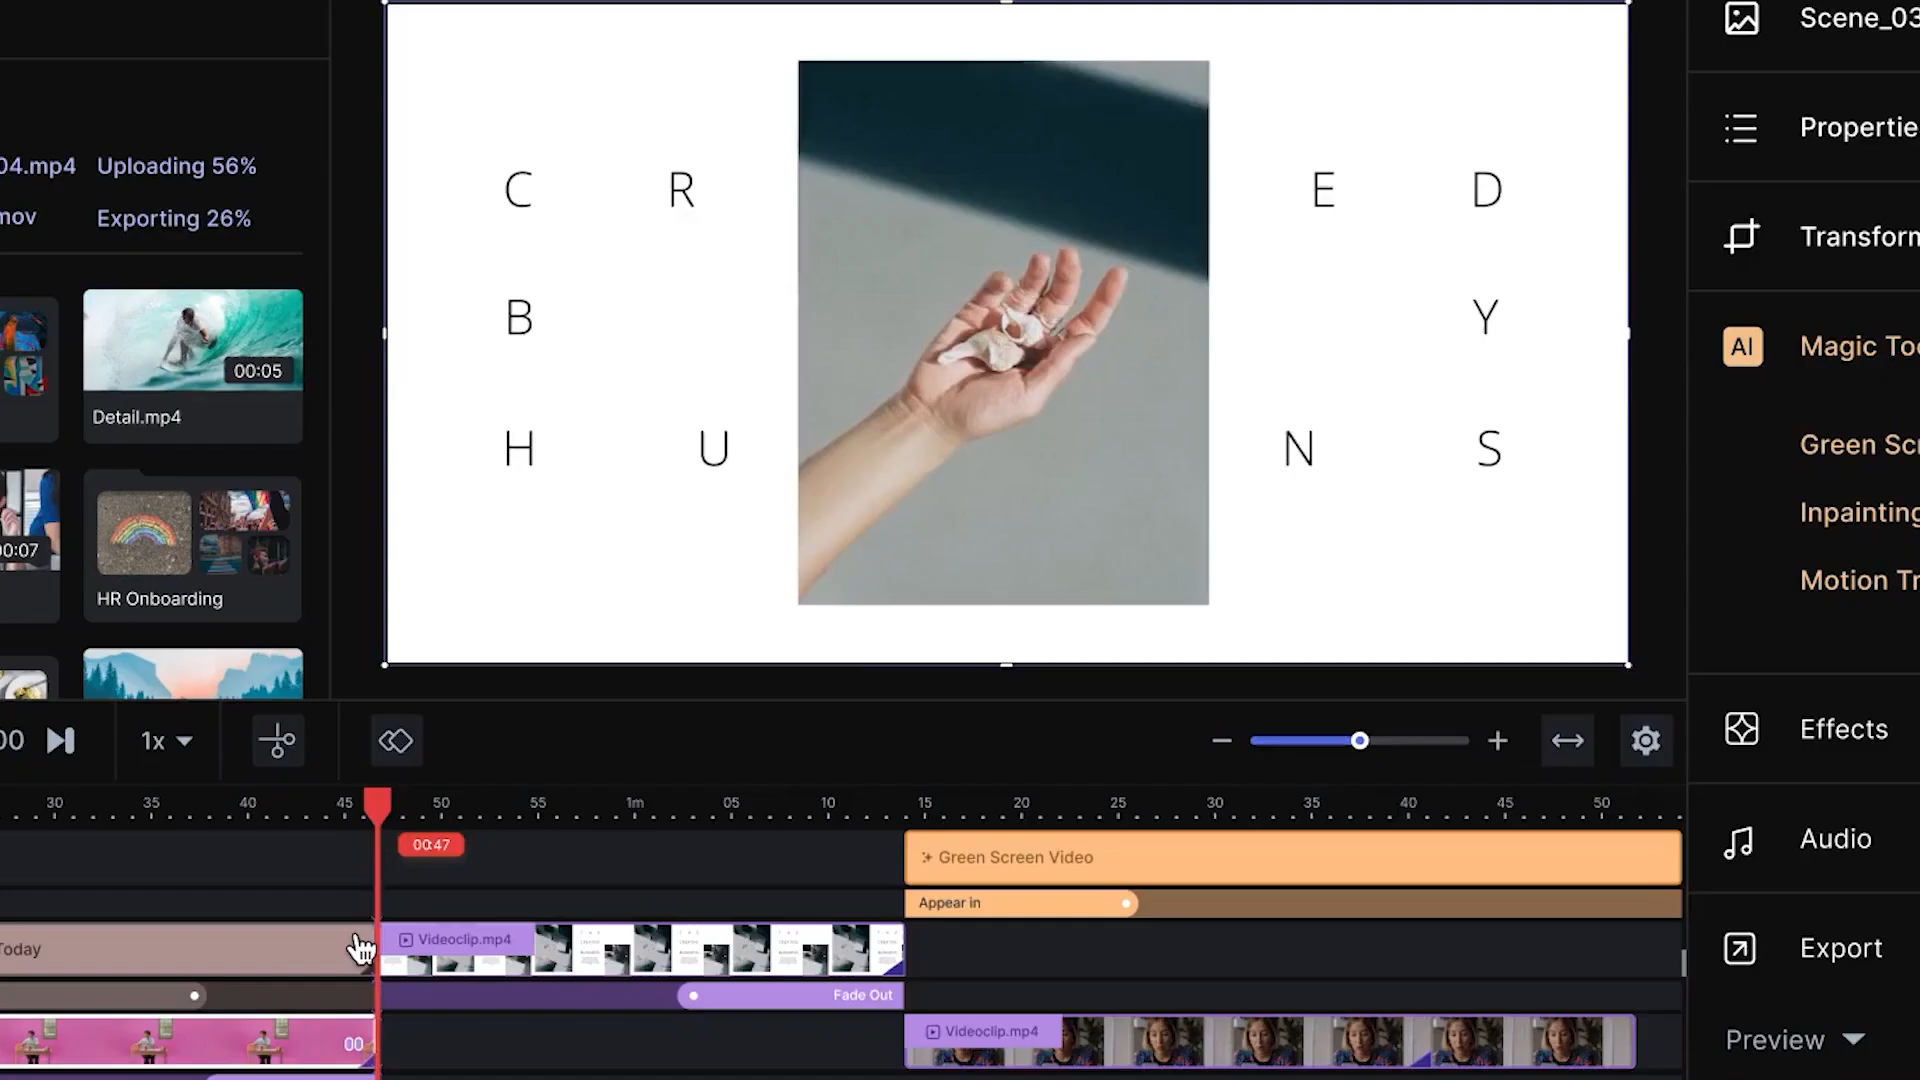 Scene_03
04.mp4 Uploading 56%
mov Exporting 26%
00:05
Detail.mp4
00:07
HR Onboarding
C R E D
B Y
H U N S
Propertie
Transform
AI Magic Too
Green Scr
Inpainting
Motion Tr
Effects
Audio
Export
Preview
00 1x
30 35 40 45 50 55 1m 05 10 15 20 25 30 35 40 45 50
00:47
Green Screen Video
Appear in
Today
Videoclip.mp4
Fade Out
00
Videoclip.mp4